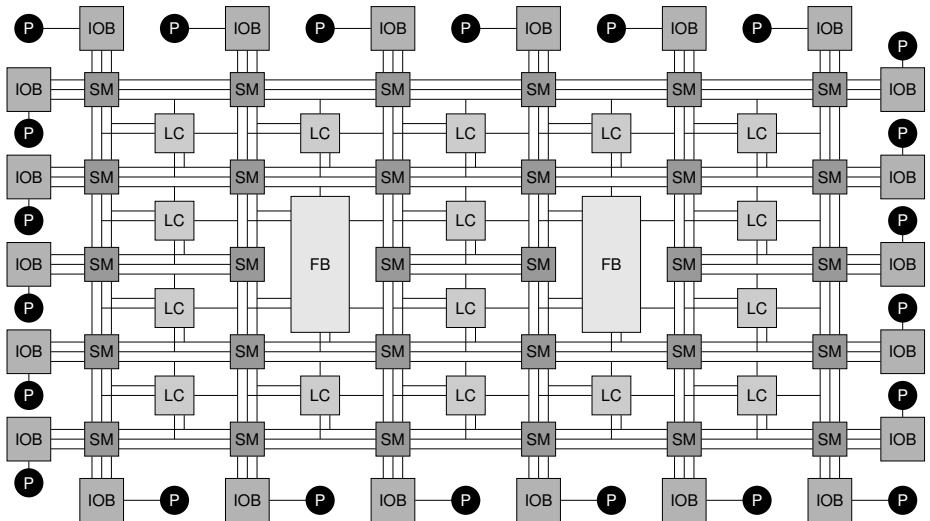 P IOB P IOB P IOB P IOB P IOB P IOB
P
IOB SM SM SM SM SM SM IOB
P LC LC LC LC LC P
IOB SM SM SM SM SM SM IOB
P LC LC LC P
IOB SM SM FB SM SM FB SM SM IOB
P LC LC LC P
IOB SM SM SM SM SM SM IOB
P LC LC LC LC LC P
IOB SM SM SM SM SM SM IOB
P
IOB P IOB P IOB P IOB P IOB P IOB P